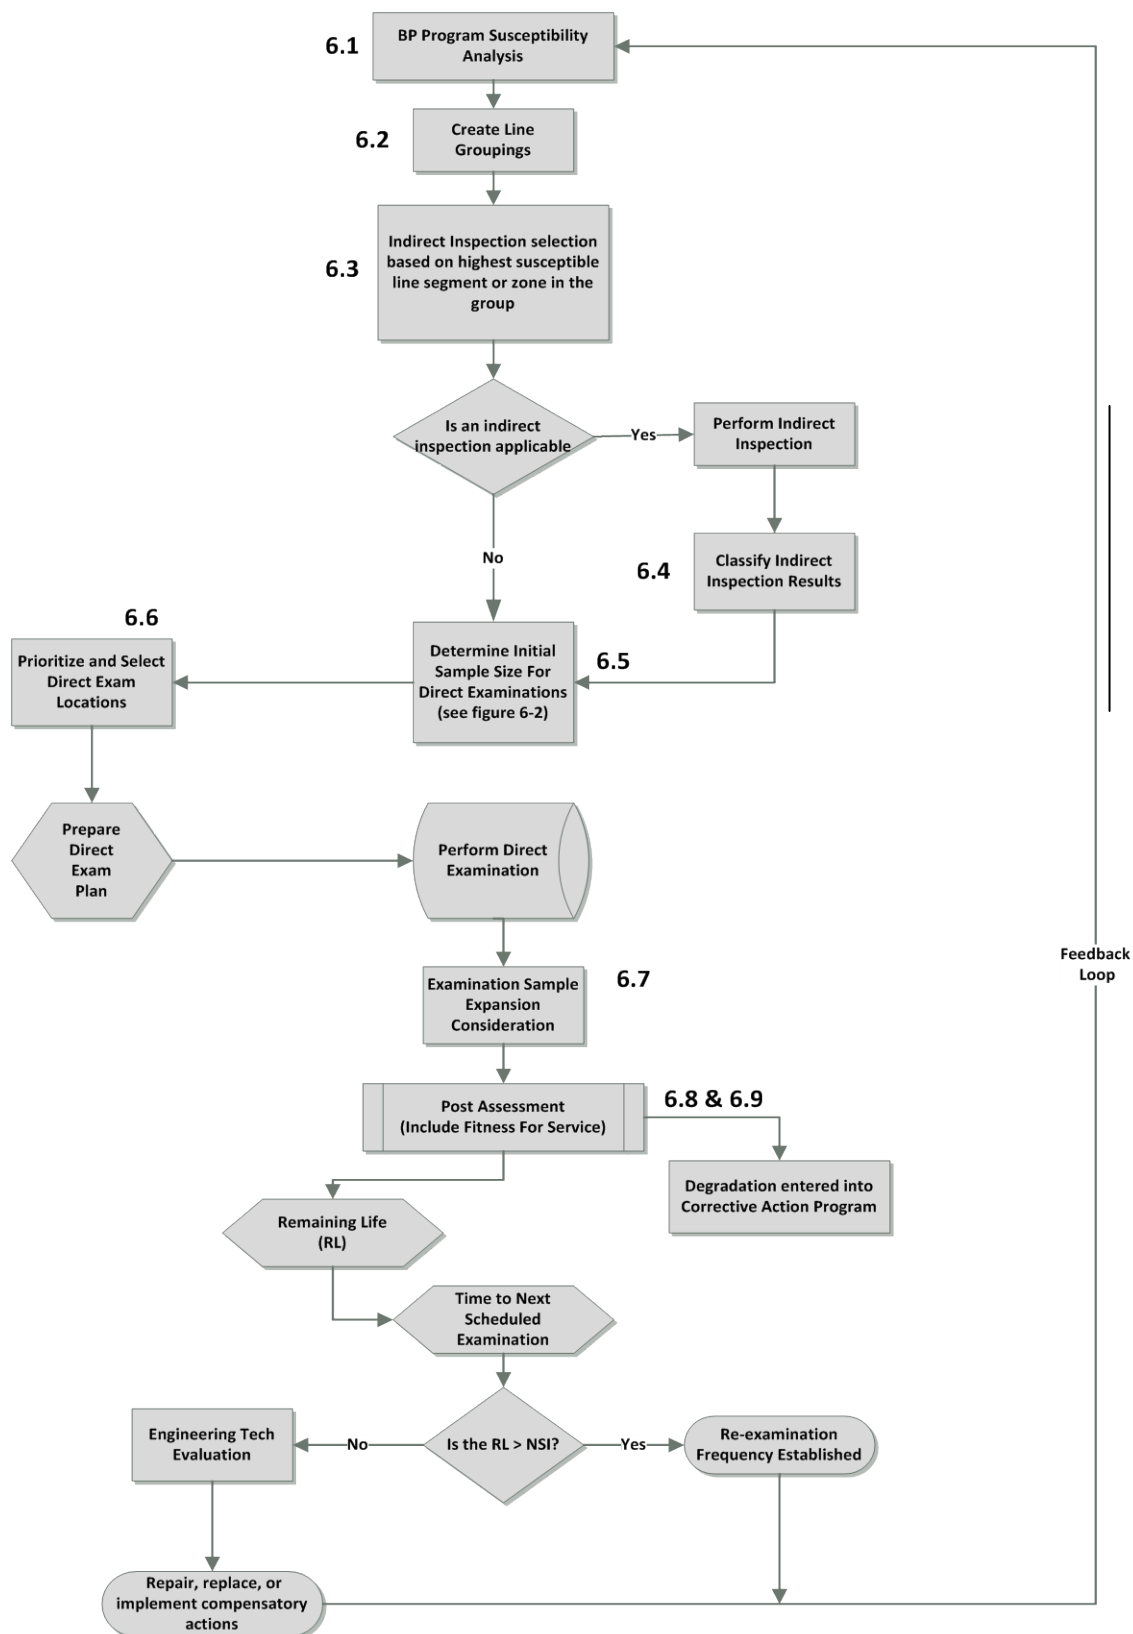 6.1
BP Program Susceptibility
Analysis
6.2
Create Line
Groupings
6.3
Indirect Inspection selection
based on highest susceptible
line segment or zone in the
group
Is an indirect
inspection applicable
Yes
Perform Indirect
Inspection
No
6.4
Classify Indirect
Inspection Results
6.6
Prioritize and Select
Direct Exam
Locations
Determine Initial
Sample Size For
Direct Examinations
(see figure 6-2)
6.5
Prepare
Direct
Exam
Plan
Perform Direct
Examination
Feedback
Loop
Examination Sample
Expansion
Consideration
6.7
Post Assessment
(Include Fitness For Service)
6.8 & 6.9
Degradation entered into
Corrective Action Program
Remaining Life
(RL)
Time to Next
Scheduled
Examination
Engineering Tech
Evaluation
No
Is the RL > NSI?
Yes
Re-examination
Frequency Established
Repair, replace, or
implement compensatory
actions